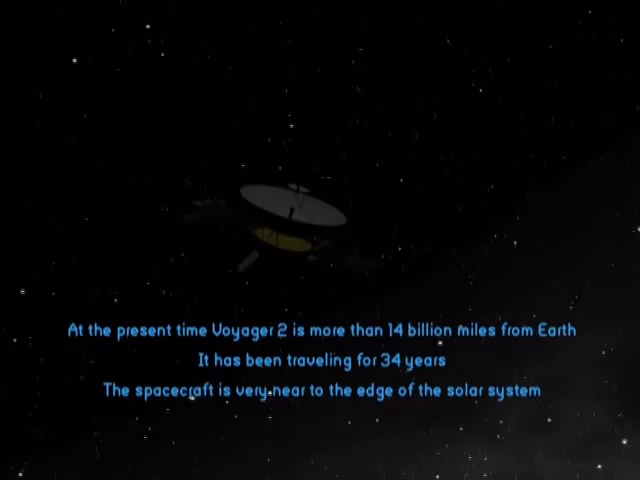 At the present time Voyager 2 is more than 14 billion miles from Earth
It has been traveling for 34 years
The spacecraft is very near to the edge of the solar system